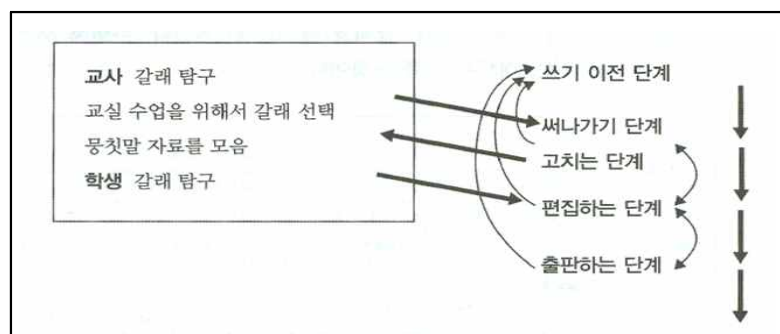 교사 갈래 탐구
교실 수업을 위해서 갈래 선택
뭉칫말 자료를 모음
학생 갈래 탐구
쓰기 이전 단계
써나가기 단계
고치는 단계
편집하는 단계
출판하는 단계